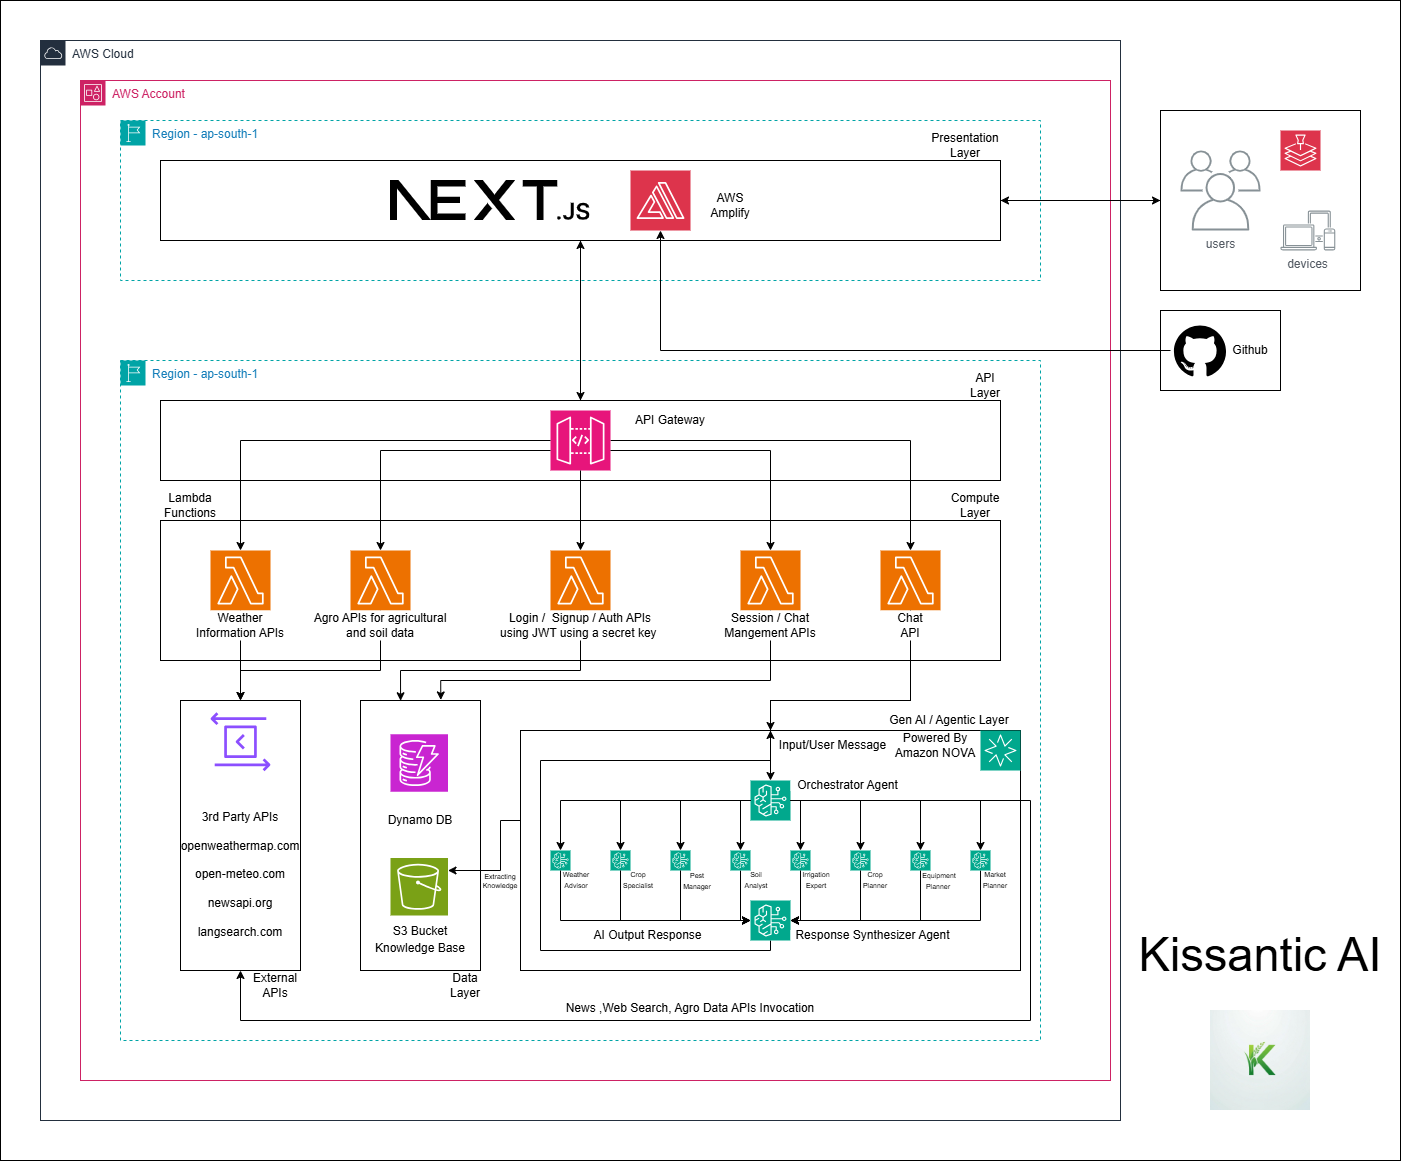 AWS Cloud
AWS Account
Region - ap-south-1
Presentation
Layer
NEXT.JS
AWS
Amplify
users
devices
Github
Region - ap-south-1
API
Layer
API Gateway
Lambda
Functions
Compute
Layer
Weather
Information APIs
Agro APIs for agricultural
and soil data
Login / Signup / Auth APIs
using JWT using a secret key
Session / Chat
Mangement APIs
Chat
API
3rd Party APIs
openweathermap.com
open-meteo.com
newsapi.org
langsearch.com
External
APIs
Dynamo DB
S3 Bucket
Knowledge Base
Data
Layer
Extracting
Knowledge
Gen AI / Agentic Layer
Input/User Message
Powered By
Amazon NOVA
Orchestrator Agent
Weather
Advisor
Crop
Specialist
Pest
Manager
Soil
Analyst
Irrigation
Expert
Crop
Planner
Equipment
Planner
Market
Planner
AI Output Response
Response Synthesizer Agent
News ,Web Search, Agro Data APIs Invocation
Kissantic AI
K